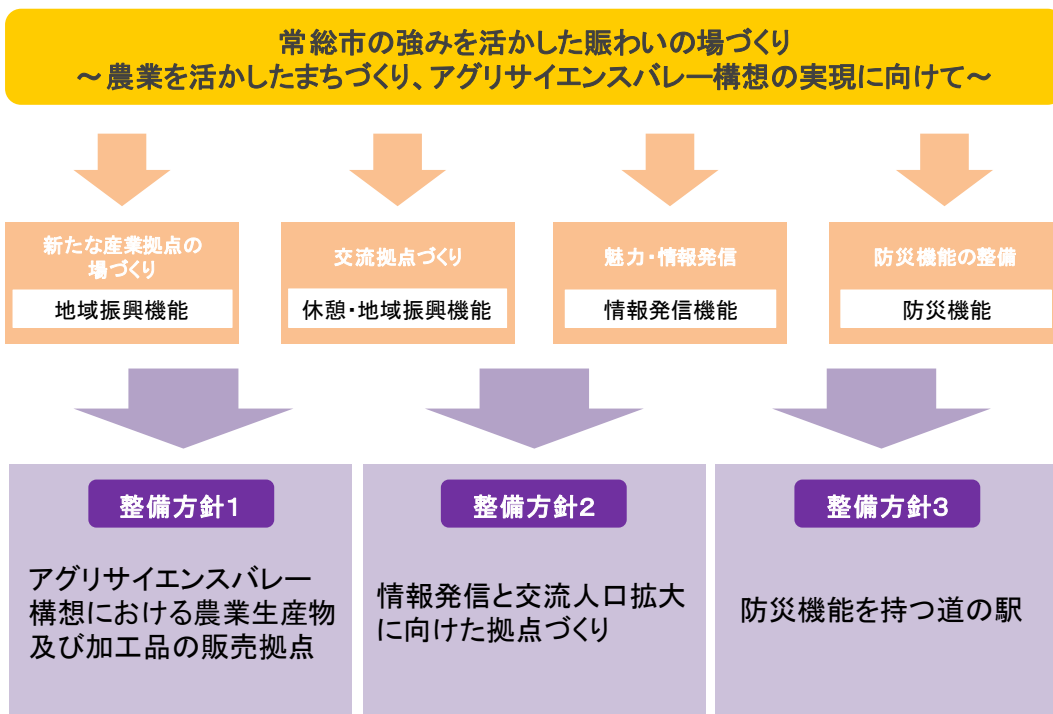 常総市の強みを活かした賑わいの場づくり
～農業を活かしたまちづくり、アグリサイエンスバレー構想の実現に向けて～
新たな産業拠点の
場づくり
地域振興機能
交流拠点づくり
休憩・地域振興機能
魅力・情報発信
情報発信機能
防災機能の整備
防災機能
整備方針1
アグリサイエンスバレー
構想における農業生産物
及び加工品の販売拠点
整備方針2
情報発信と交流人口拡大
に向けた拠点づくり
整備方針3
防災機能を持つ道の駅